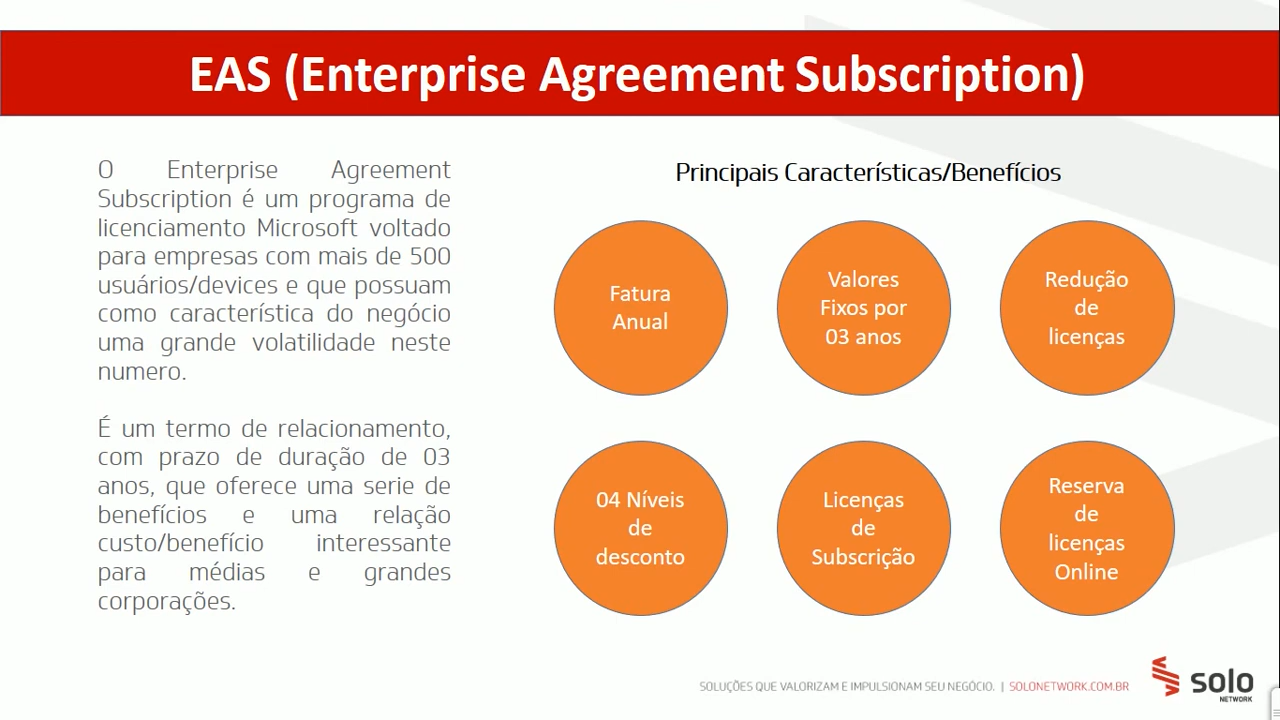 EAS (Enterprise Agreement Subscription)
O Enterprise Agreement
Subscription é um programa de
licenciamento Microsoft voltado
para empresas com mais de 500
usuários/devices e que possuam
como característica do negócio
uma grande volatilidade neste
numero.
É um termo de relacionamento,
com prazo de duração de 03
anos, que oferece uma serie de
benefícios e uma relação
custo/benefício interessante
para médias e grandes
corporações.
Principais Características/Benefícios
Fatura
Anual
Valores
Fixos por
03 anos
Redução
de
licenças
04 Níveis
de
desconto
Licenças
de
Subscrição
Reserva
de
licenças
Online
SOLUÇÕES QUE VALORIZAM E IMPULSIONAM SEU NEGÓCIO. | SOLONETWORK.COM.BR
solo
NETWORK